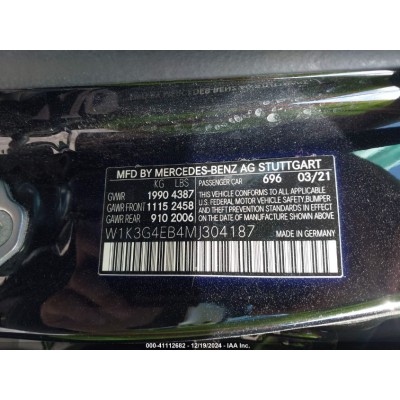 MFD BY MERCEDES-BENZ AG STUTTGART
KG LBS PASSENGER CAR 696 03/21
GVWR 1990 4387 THIS VEHICLE CONFORMS TO ALL APPLICABLE
GAWR FRONT 1115 2458 U.S. FEDERAL MOTOR VEHICLE SAFETY, BUMPER
GAWR REAR 910 2006 AND THEFT PREVENTION STANDARDS IN EFFECT
ON THE DATE OF MANUFACTURE SHOWN ABOVE.
W1K3G4EB4MJ304187
MADE IN GERMANY
000-41112682 - 12/19/2024 - IAA Inc.